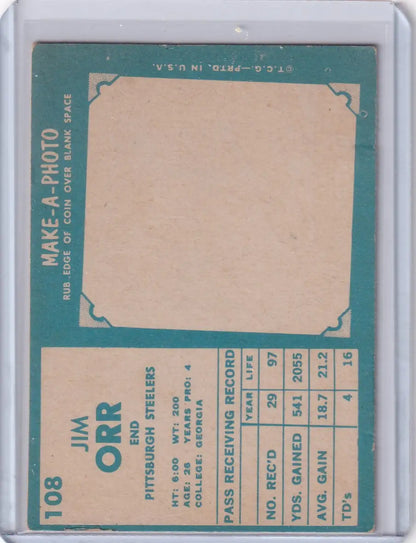 ©T.C.G.—PRTD. IN U.S.A.
MAKE-A-PHOTO
RUB EDGE OF COIN OVER BLANK SPACE
108
JIM
ORR
END
PITTSBURGH STEELERS
HT: 6:00 WT: 200
AGE: 26 YEARS PRO: 4
COLLEGE: GEORGIA
PASS RECEIVING RECORD
YEAR LIFE
NO. REC'D 29 97
YDS. GAINED 541 2055
AVG. GAIN 18.7 21.2
TD's 4 16